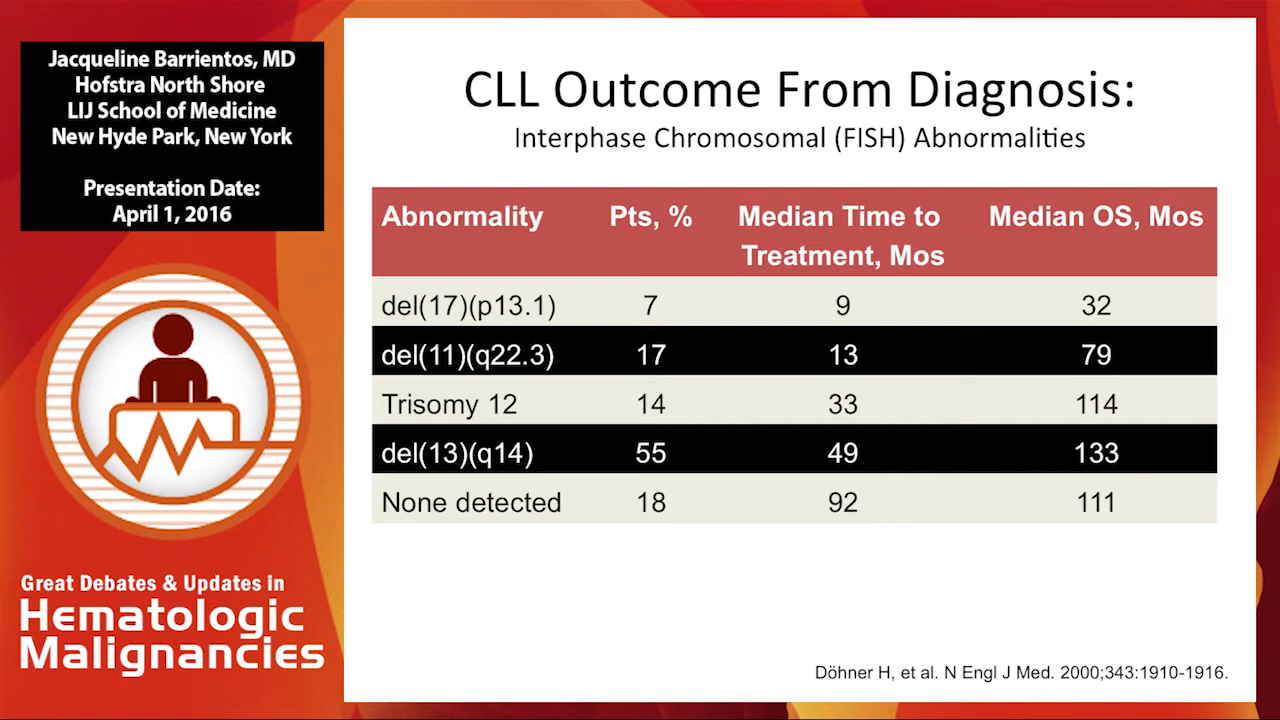 Jacqueline Barrientos, MD
Hofstra North Shore
LIJ School of Medicine
New Hyde Park, New York
Presentation Date:
April 1, 2016
Great Debates & Updates in
Hematologic
Malignancies
CLL Outcome From Diagnosis:
Interphase Chromosomal (FISH) Abnormalities
Abnormality Pts, % Median Time to Treatment, Mos Median OS, Mos
del(17)(p13.1) 7 9 32
del(11)(q22.3) 17 13 79
Trisomy 12 14 33 114
del(13)(q14) 55 49 133
None detected 18 92 111
Döhner H, et al. N Engl J Med. 2000;343:1910-1916.